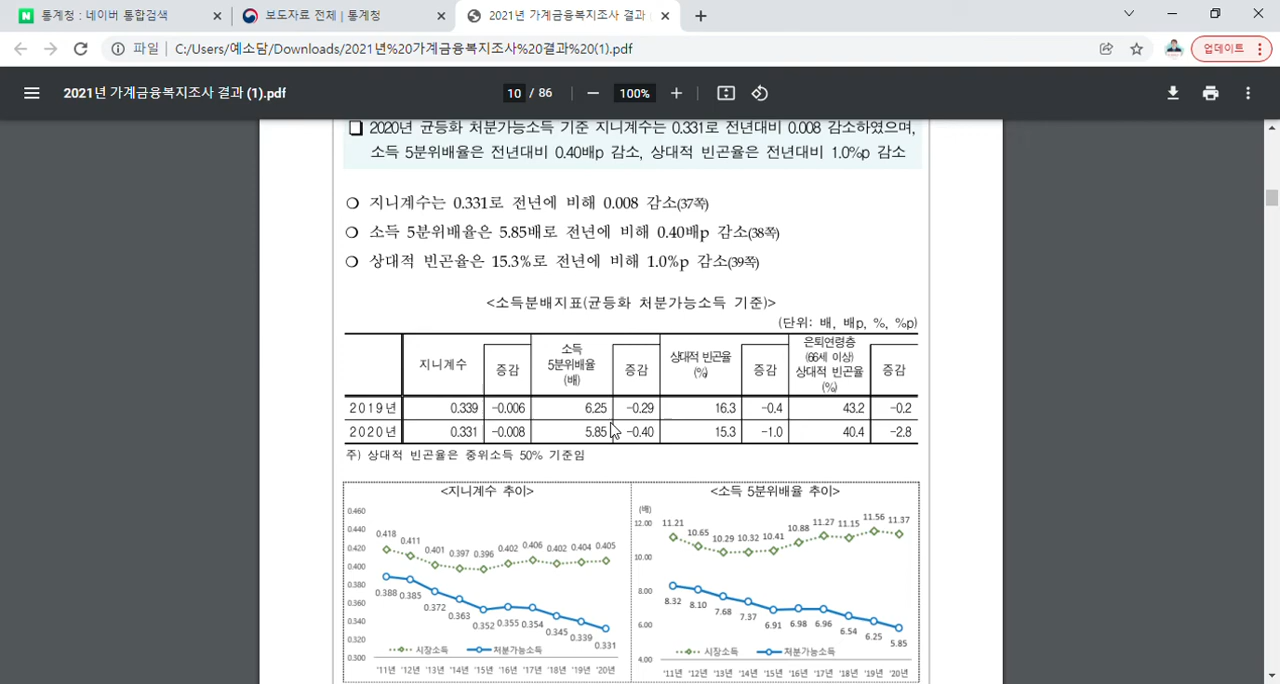 통계청 : 네이버 통합검색
보도자료 전체 | 통계청
2021년 가계금융복지조사 결과
파일
C:/Users/예소담/Downloads/2021년%20가계금융복지조사%20결과%20(1).pdf
업데이트
2021년 가계금융복지조사 결과 (1).pdf
10 / 86
100%
❑ 2020년 균등화 처분가능소득 기준 지니계수는 0.331로 전년대비 0.008 감소하였으며,
소득 5분위배율은 전년대비 0.40배p 감소, 상대적 빈곤율은 전년대비 1.0%p 감소
❍ 지니계수는 0.331로 전년에 비해 0.008 감소(37쪽)
❍ 소득 5분위배율은 5.85배로 전년에 비해 0.40배p 감소(38쪽)
❍ 상대적 빈곤율은 15.3%로 전년에 비해 1.0%p 감소(39쪽)
<소득분배지표(균등화 처분가능소득 기준)>
(단위: 배, 배p, %, %p)
지니계수 증감 소득 5분위배율 (배) 증감 상대적 빈곤율 (%) 증감 은퇴연령층 (66세 이상) 상대적 빈곤율 (%) 증감
2019년 0.339 -0.006 6.25 -0.29 16.3 -0.4 43.2 -0.2
2020년 0.331 -0.008 5.85 -0.40 15.3 -1.0 40.4 -2.8
주) 상대적 빈곤율은 중위소득 50% 기준임
<지니계수 추이>
0.460
0.440
0.420
0.400
0.380
0.360
0.340
0.320
0.300
0.418 0.411 0.401 0.397 0.396 0.402 0.406 0.402 0.404 0.405
0.388 0.385 0.372 0.363 0.352 0.355 0.354 0.345 0.339 0.331
시장소득 처분가능소득
'11년 '12년 '13년 '14년 '15년 '16년 '17년 '18년 '19년 '20년
<소득 5분위배율 추이>
(배)
12.00
10.00
8.00
6.00
4.00
11.21 10.65 10.29 10.32 10.41 10.88 11.27 11.15 11.56 11.37
8.32 8.10 7.68 7.37 6.91 6.98 6.96 6.54 6.25 5.85
시장소득 처분가능소득
'11년 '12년 '13년 '14년 '15년 '16년 '17년 '18년 '19년 '20년